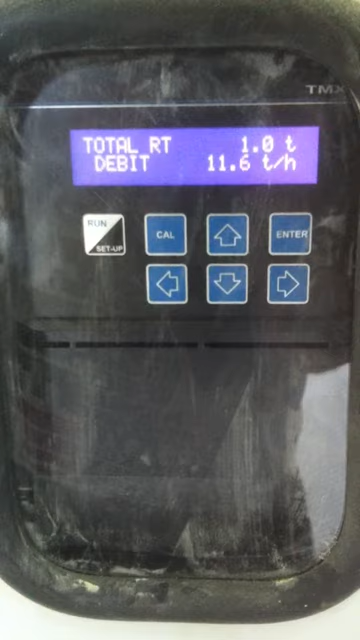 TMX
TOTAL RT 1.0 t
DEBIT 11.6 t/h
RUN
SET-UP
CAL
ENTER